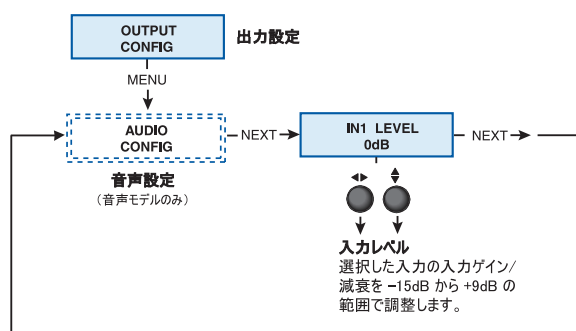 OUTPUT
CONFIG
出力設定
MENU
AUDIO
CONFIG
NEXT
IN1 LEVEL
0dB
NEXT
音声設定
(音声モデルのみ)
入力レベル
選択した入力の入力ゲイン/
減衰を −15dB から +9dB の
範囲で調整します。